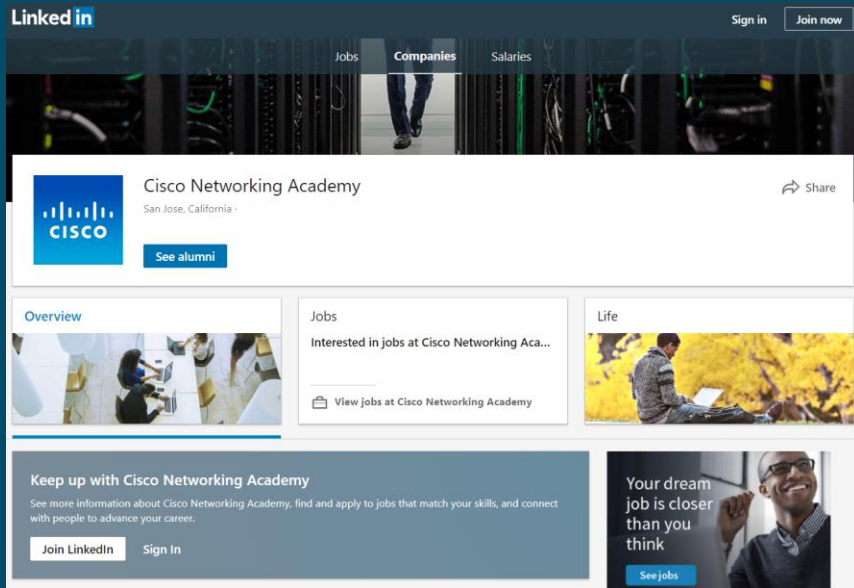 Linked in
Sign in
Join now
Jobs
Companies
Salaries
Cisco Networking Academy
San Jose, California ·
Share
CISCO
See alumni
Overview
Jobs
Interested in jobs at Cisco Networking Aca...
View jobs at Cisco Networking Academy
Life
Keep up with Cisco Networking Academy
See more information about Cisco Networking Academy, find and apply to jobs that match your skills, and connect
with people to advance your career.
Join LinkedIn
Sign In
Your dream
job is closer
than you
think
See jobs